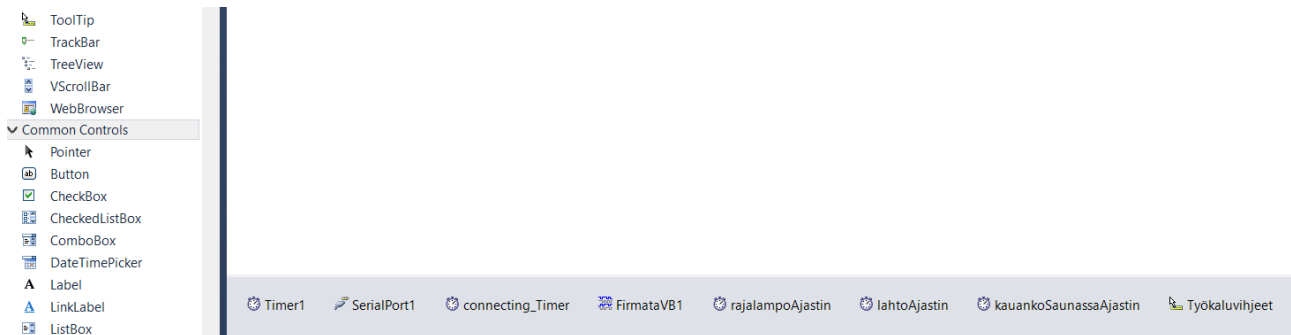 ToolTip
TrackBar
TreeView
VScrollBar
WebBrowser
Common Controls
Pointer
Button
CheckBox
CheckedListBox
ComboBox
DateTimePicker
Label
LinkLabel
ListBox
Timer1 SerialPort1 connecting_Timer FirmataVB1 rajalampoAjastin lahtoAjastin kauankoSaunassaAjastin Työkaluvihjeet